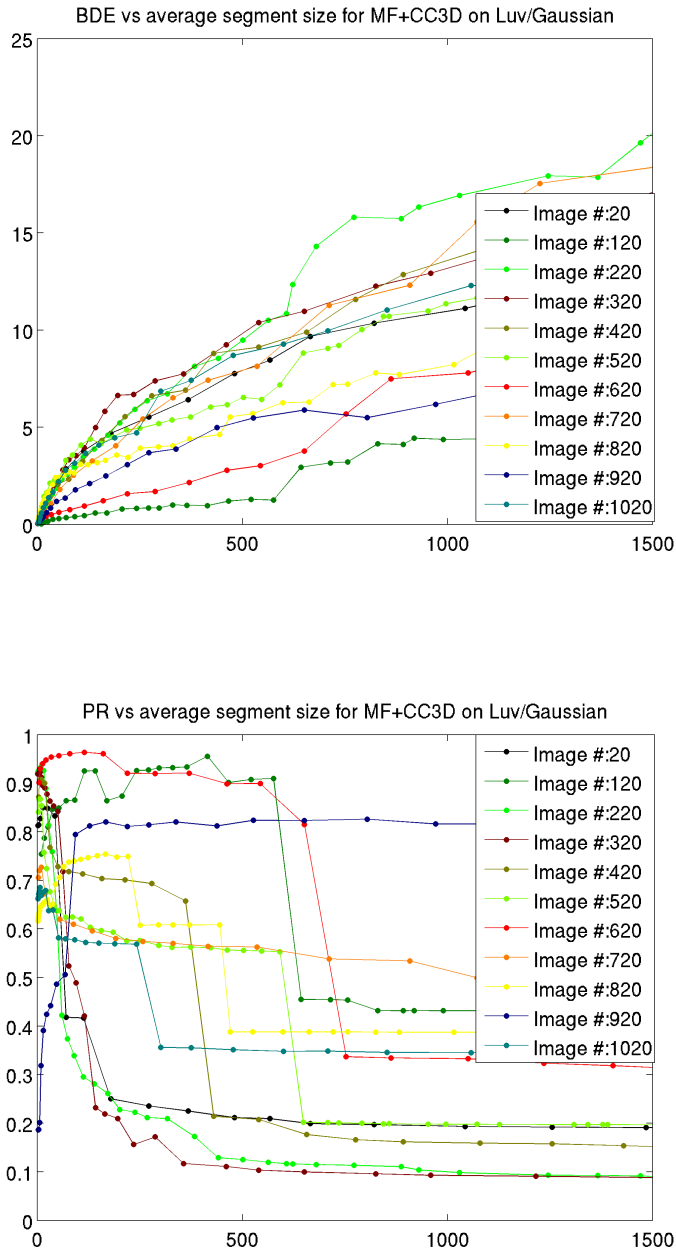 BDE vs average segment size for MF+CC3D on Luv/Gaussian
25
20
15
10
5
0
0 500 1000 1500
Image #:20
Image #:120
Image #:220
Image #:320
Image #:420
Image #:520
Image #:620
Image #:720
Image #:820
Image #:920
Image #:1020
PR vs average segment size for MF+CC3D on Luv/Gaussian
1
0.9
0.8
0.7
0.6
0.5
0.4
0.3
0.2
0.1
0
0 500 1000 1500
Image #:20
Image #:120
Image #:220
Image #:320
Image #:420
Image #:520
Image #:620
Image #:720
Image #:820
Image #:920
Image #:1020